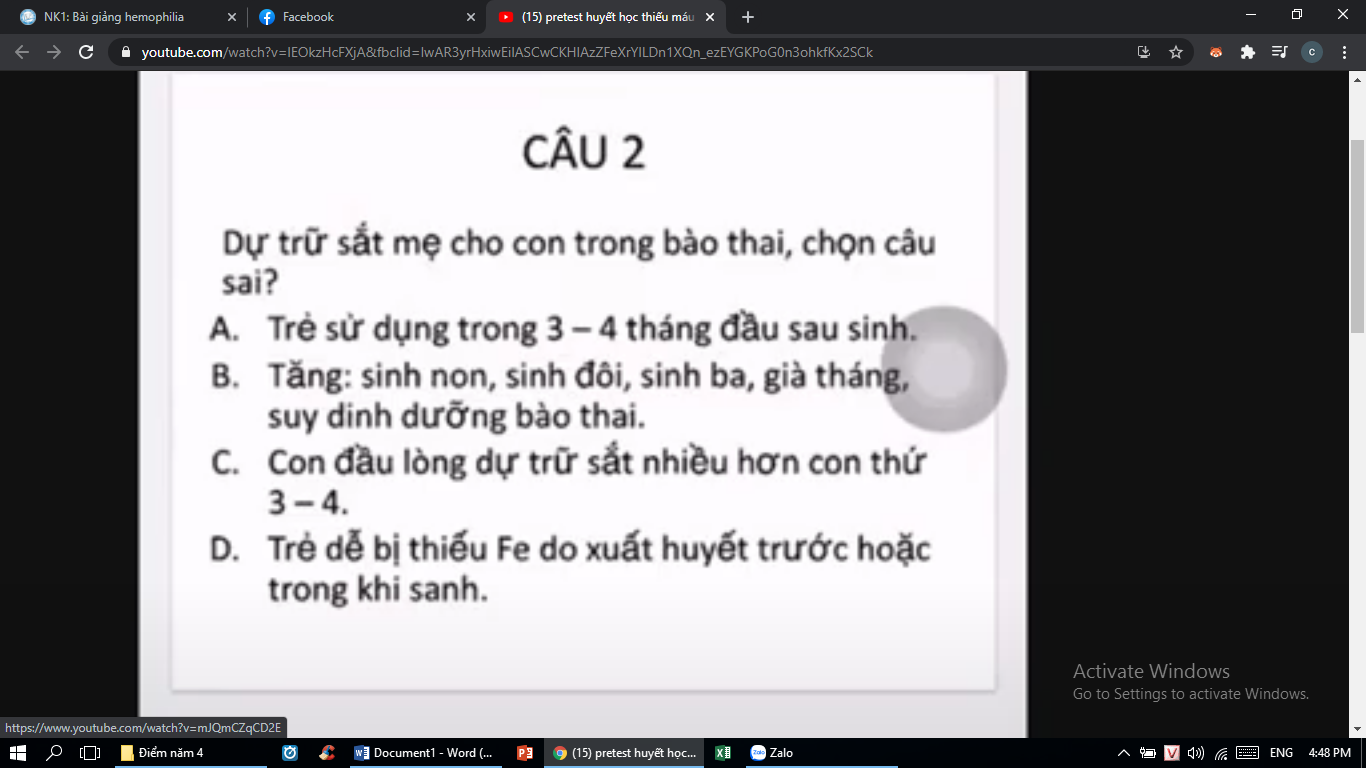 NK1: Bài giảng hemophilia
Facebook
(15) pretest huyết học thiếu máu
youtube.com/watch?v=IEOkzHcFXjA&fbclid=IwAR3yrHxiwEilASCwCKHIAzZFeXrYILDn1XQn_ezEYGKPoG0n3ohkfKx2SCk
c
CÂU 2
Dự trữ sắt mẹ cho con trong bào thai, chọn câu
sai?
A. Trẻ sử dụng trong 3 – 4 tháng đầu sau sinh.
B. Tăng: sinh non, sinh đôi, sinh ba, già tháng,
suy dinh dưỡng bào thai.
C. Con đầu lòng dự trữ sắt nhiều hơn con thứ
3 – 4.
D. Trẻ dễ bị thiếu Fe do xuất huyết trước hoặc
trong khi sanh.
Activate Windows
Go to Settings to activate Windows.
https://www.youtube.com/watch?v=mJQmCZqCD2E
Điểm năm 4
Document1 - Word (...
(15) pretest huyết học...
Zalo
ENG
4:48 PM